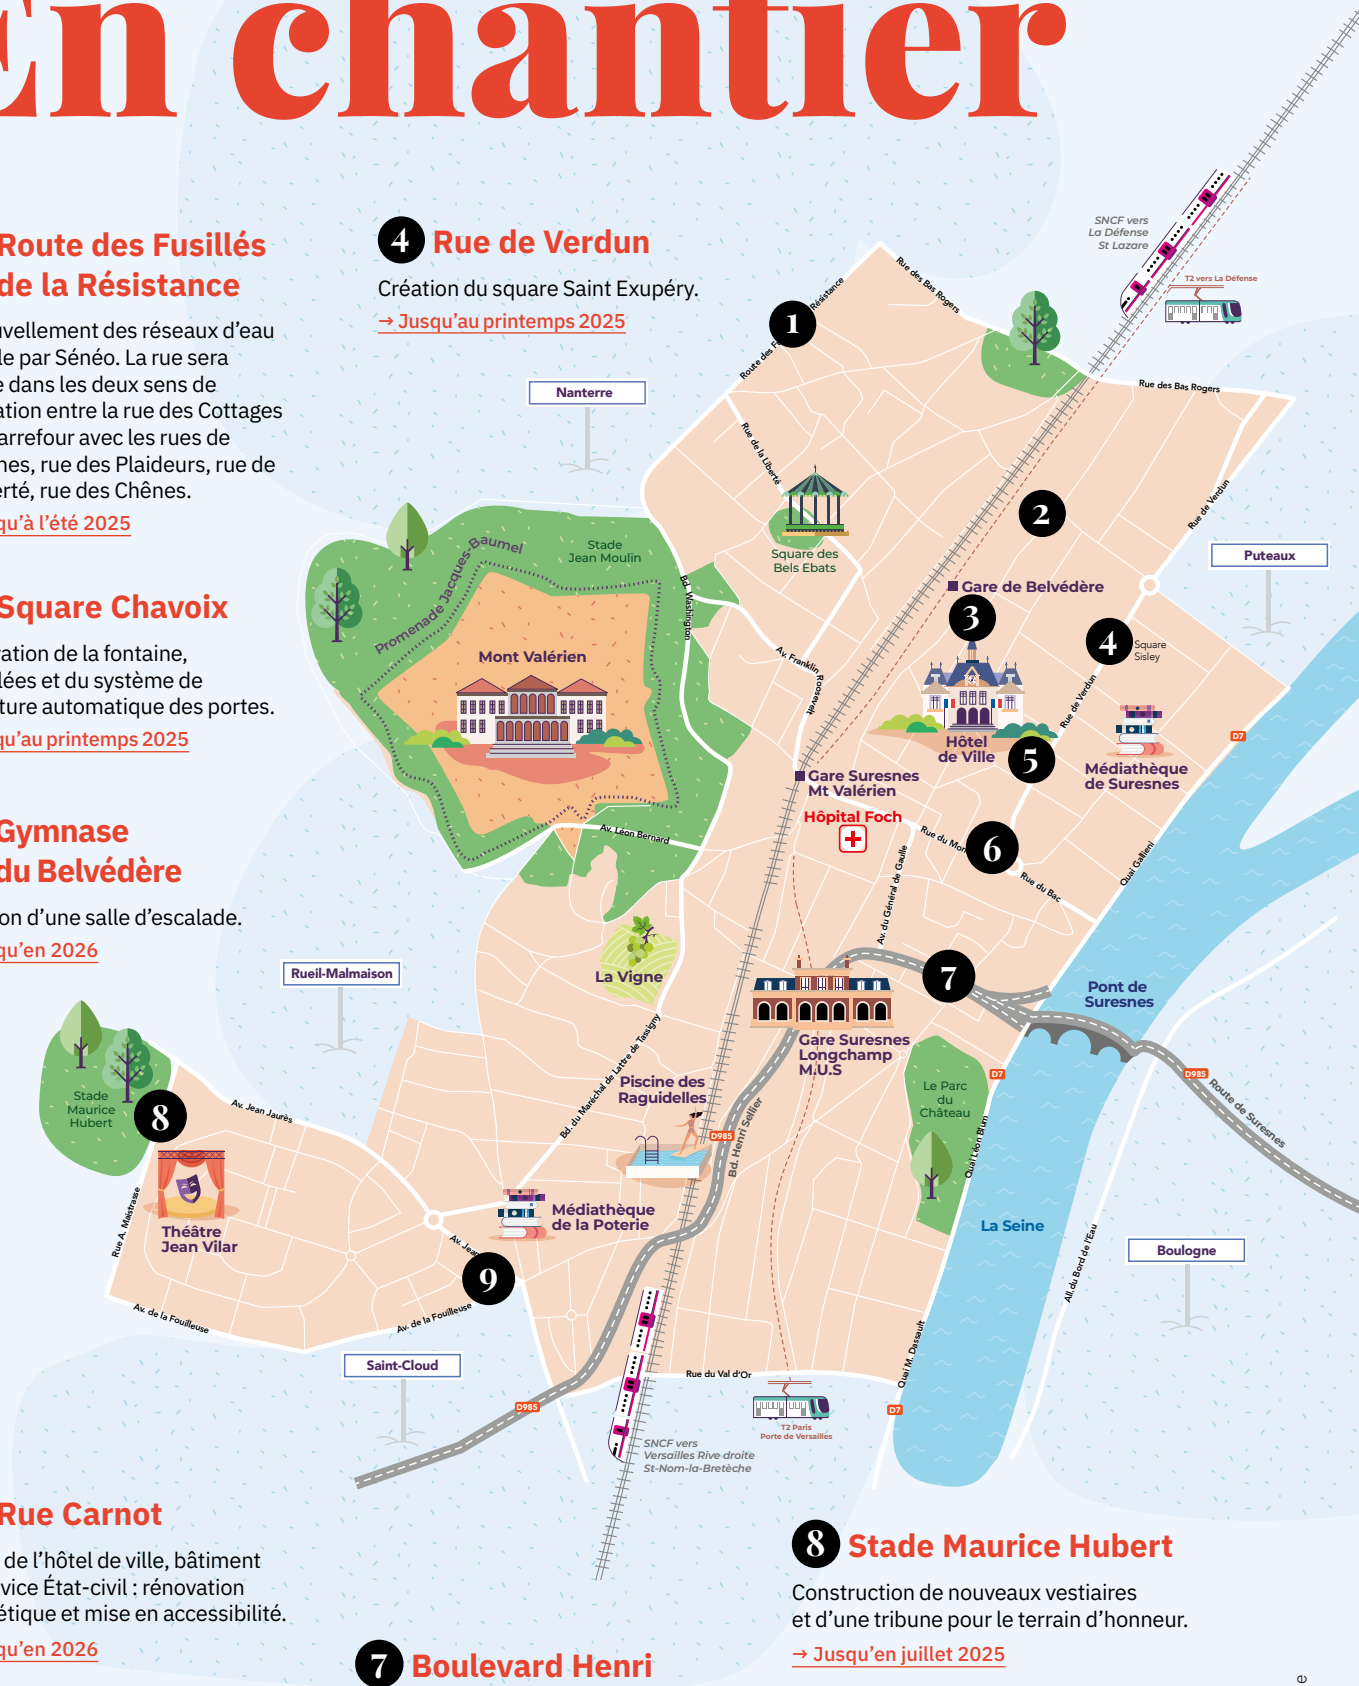 En chantier
Route des Fusillés
de la Résistance
uvellement des réseaux d'eau
le par Sénéo. La rue sera
e dans les deux sens de
ation entre la rue des Cottages
arrefour avec les rues de
nes, rue des Plaideurs, rue de
erté, rue des Chênes.
qu'à l'été 2025
Square Chavoix
ration de la fontaine,
lées et du système de
ture automatique des portes.
qu'au printemps 2025
Gymnase
du Belvédère
on d'une salle d'escalade.
qu'en 2026
4 Rue de Verdun
Création du square Saint Exupéry.
→ Jusqu'au printemps 2025
SNCF vers
La Défense
St Lazare
T2 vers La Défense
Rue des Bas Rogers
Résistance
1
Route des F
Rue des Bas Rogers
Nanterre
Rue de la Liberté
2
Rue de Verdun
Square des
Bels Ebats
Puteaux
Stade
Jean Moulin
Promenade Jacques-Baumel
Bd. Washington
Gare de Belvédère
3
4
Square
Sisley
Mont Valérien
Av. Franklin
Roosevelt
Rue de Verdun
Hôtel
de Ville
5
D7
Médiathèque
de Suresnes
Gare Suresnes
Mt Valérien
Hôpital Foch
Av. Léon Bernard
Rue du Mon
6
Rue du Bac
Quai Gallieni
Av. du Général de Gaulle
La Vigne
Rueil-Malmaison
7
Pont de
Suresnes
Gare Suresnes
Longchamp
M.U.S
D7
D985
Route de Suresnes
Le Parc
du
Château
Bd. du Maréchal de Lattre de Tassigny
Piscine des
Raguidelles
D985
Bd. Henri Sellier
Quai Léon Blum
Stade
Maurice
Hubert
8
Av. Jean Jaurès
Rue A. Maistrasse
Théâtre
Jean Vilar
Médiathèque
de la Poterie
La Seine
All. du Bord de l'Eau
Boulogne
Av. Jean
9
Av. de la Fouilleuse
Av. de la Fouilleuse
Saint-Cloud
Rue du Val d'Or
Quai M. Dassault
D985
D7
T2 Paris
Porte de Versailles
SNCF vers
Versailles Rive droite
St-Nom-la-Bretèche
Rue Carnot
de l'hôtel de ville, bâtiment
vice État-civil : rénovation
étique et mise en accessibilité.
qu'en 2026
7 Boulevard Henri
8 Stade Maurice Hubert
Construction de nouveaux vestiaires
et d'une tribune pour le terrain d'honneur.
→ Jusqu'en juillet 2025
e